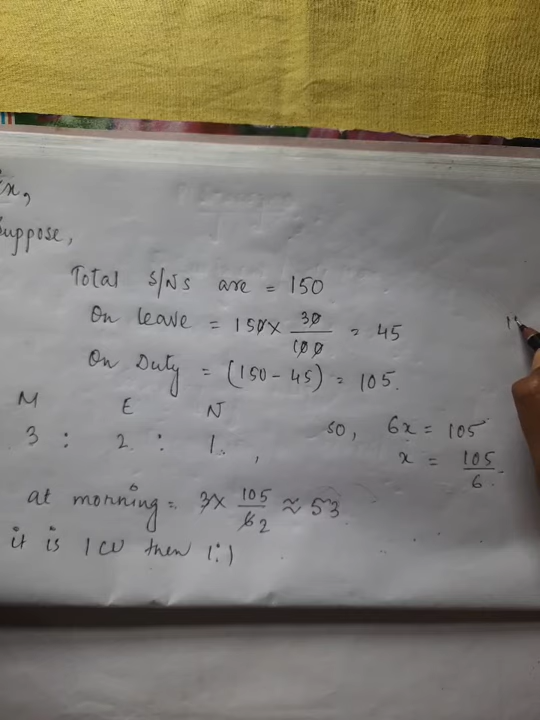 Ex,
Suppose,
Total S/Ns are = 150
On leave = 150 x 30/100 = 45
On Duty = (150 - 45) = 105.
M E N
3 : 2 : 1. , so, 6x = 105
x = 105/6.
at morning = 3 x 105/6 2 ≈ 53
it is ICU then 1:1